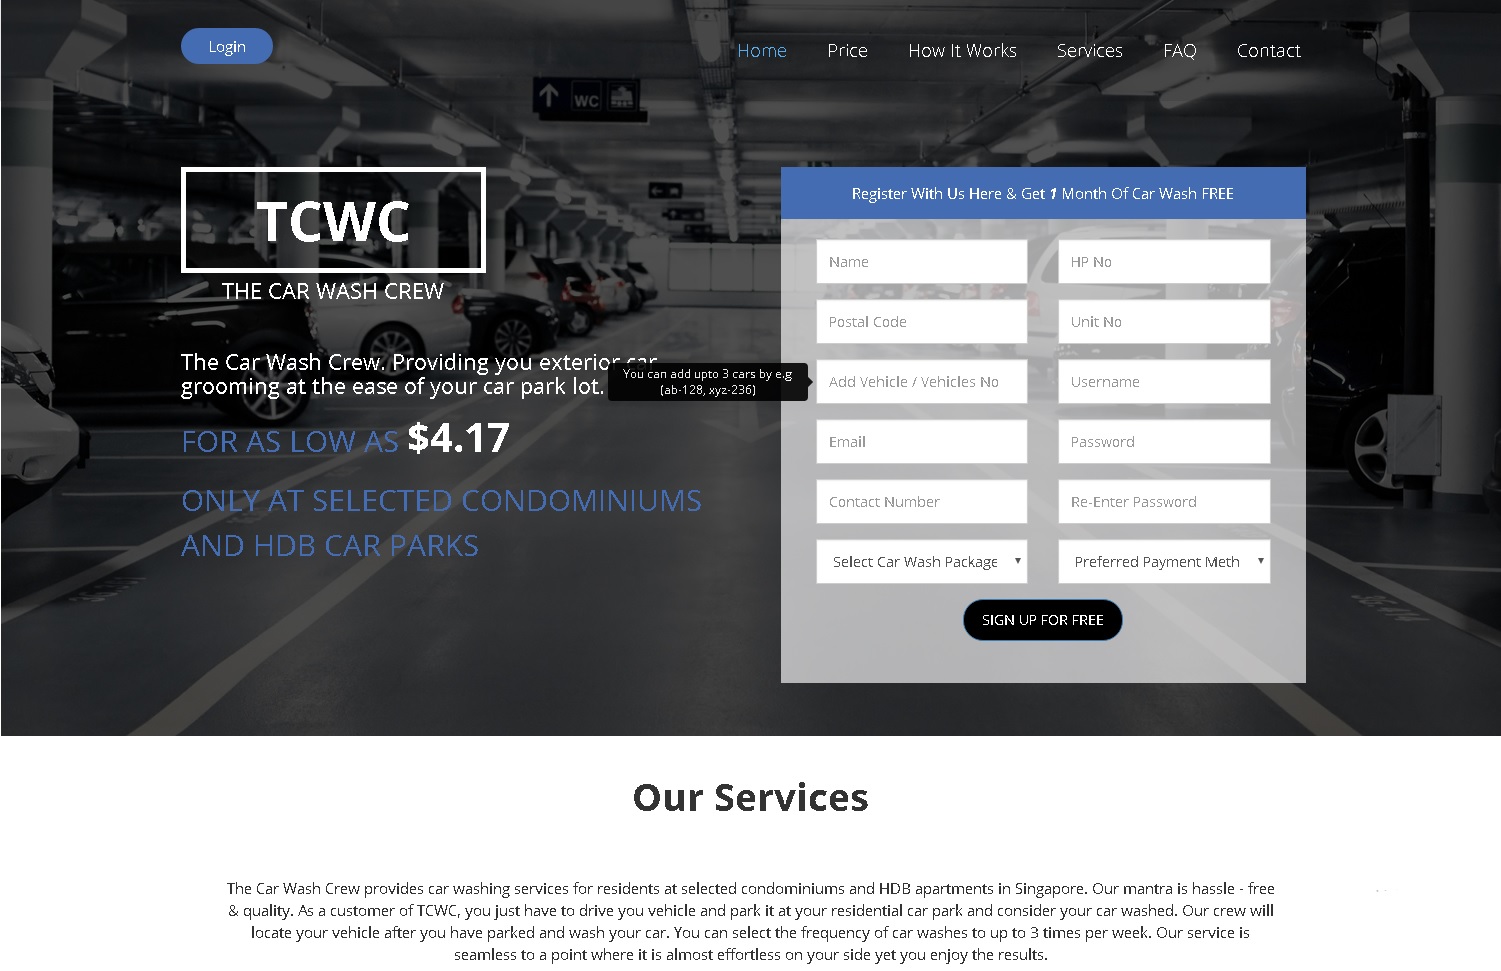 Login
Home
Price
How It Works
Services
FAQ
Contact
WC
TCWC
THE CAR WASH CREW
The Car Wash Crew. Providing you exterior car
grooming at the ease of your car park lot.
FOR AS LOW AS $4.17
ONLY AT SELECTED CONDOMINIUMS
AND HDB CAR PARKS
Register With Us Here & Get 1 Month Of Car Wash FREE
Name
HP No
Postal Code
Unit No
You can add upto 3 cars by e.g
(ab-128, xyz-236)
Add Vehicle / Vehicles No
Username
Email
Password
Contact Number
Re-Enter Password
Select Car Wash Package
Preferred Payment Meth
SIGN UP FOR FREE
Our Services
The Car Wash Crew provides car washing services for residents at selected condominiums and HDB apartments in Singapore. Our mantra is hassle - free
& quality. As a customer of TCWC, you just have to drive you vehicle and park it at your residential car park and consider your car washed. Our crew will
locate your vehicle after you have parked and wash your car. You can select the frequency of car washes to up to 3 times per week. Our service is
seamless to a point where it is almost effortless on your side yet you enjoy the results.